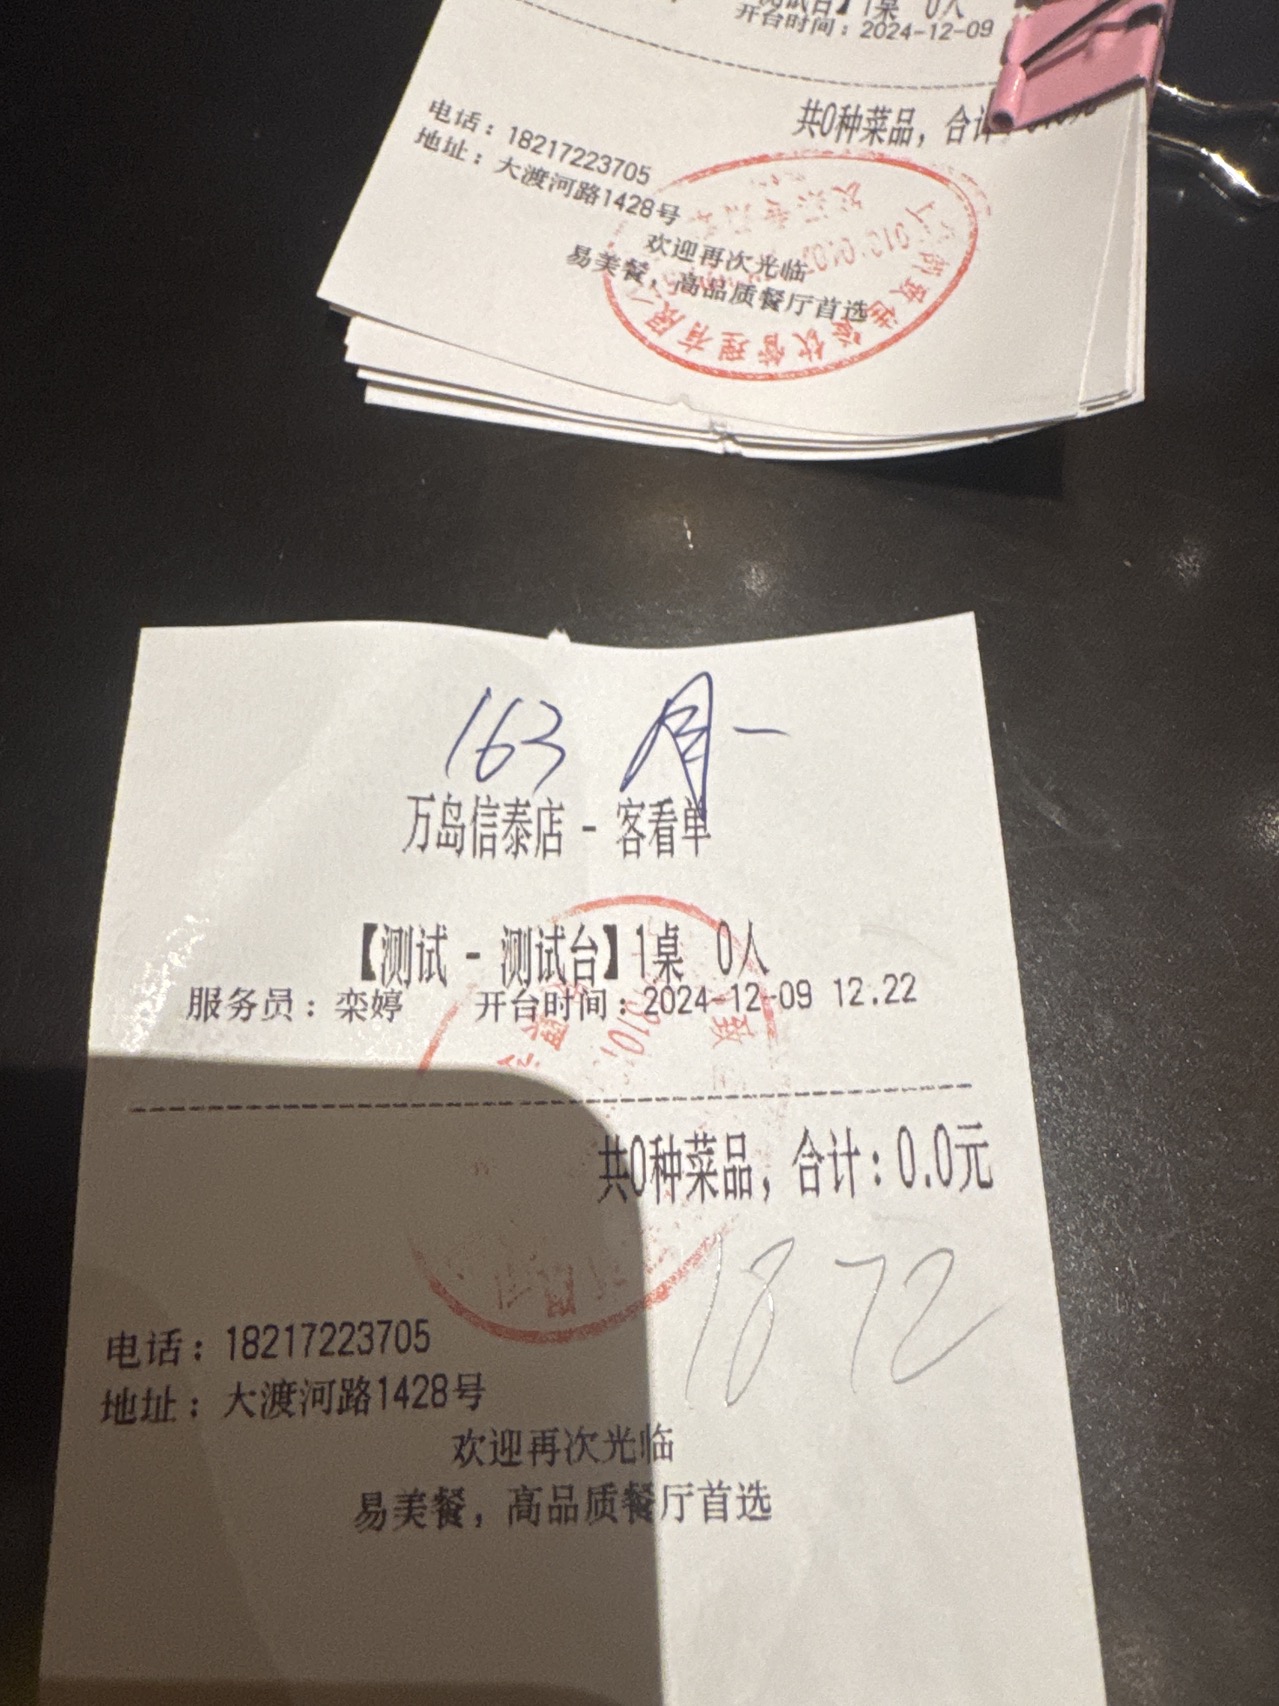 1桌 0人
开台时间：2024-12-09
共0种菜品，合计
电话：18217223705
地址：大渡河路1428号
欢迎再次光临
易美餐，高品质餐厅首选
163
万岛信泰店 - 客看单
【测试 - 测试台】1桌 0人
服务员：栾婷 开台时间：2024-12-09 12.22
共0种菜品，合计：0.0元
1872
电话：18217223705
地址：大渡河路1428号
欢迎再次光临
易美餐，高品质餐厅首选